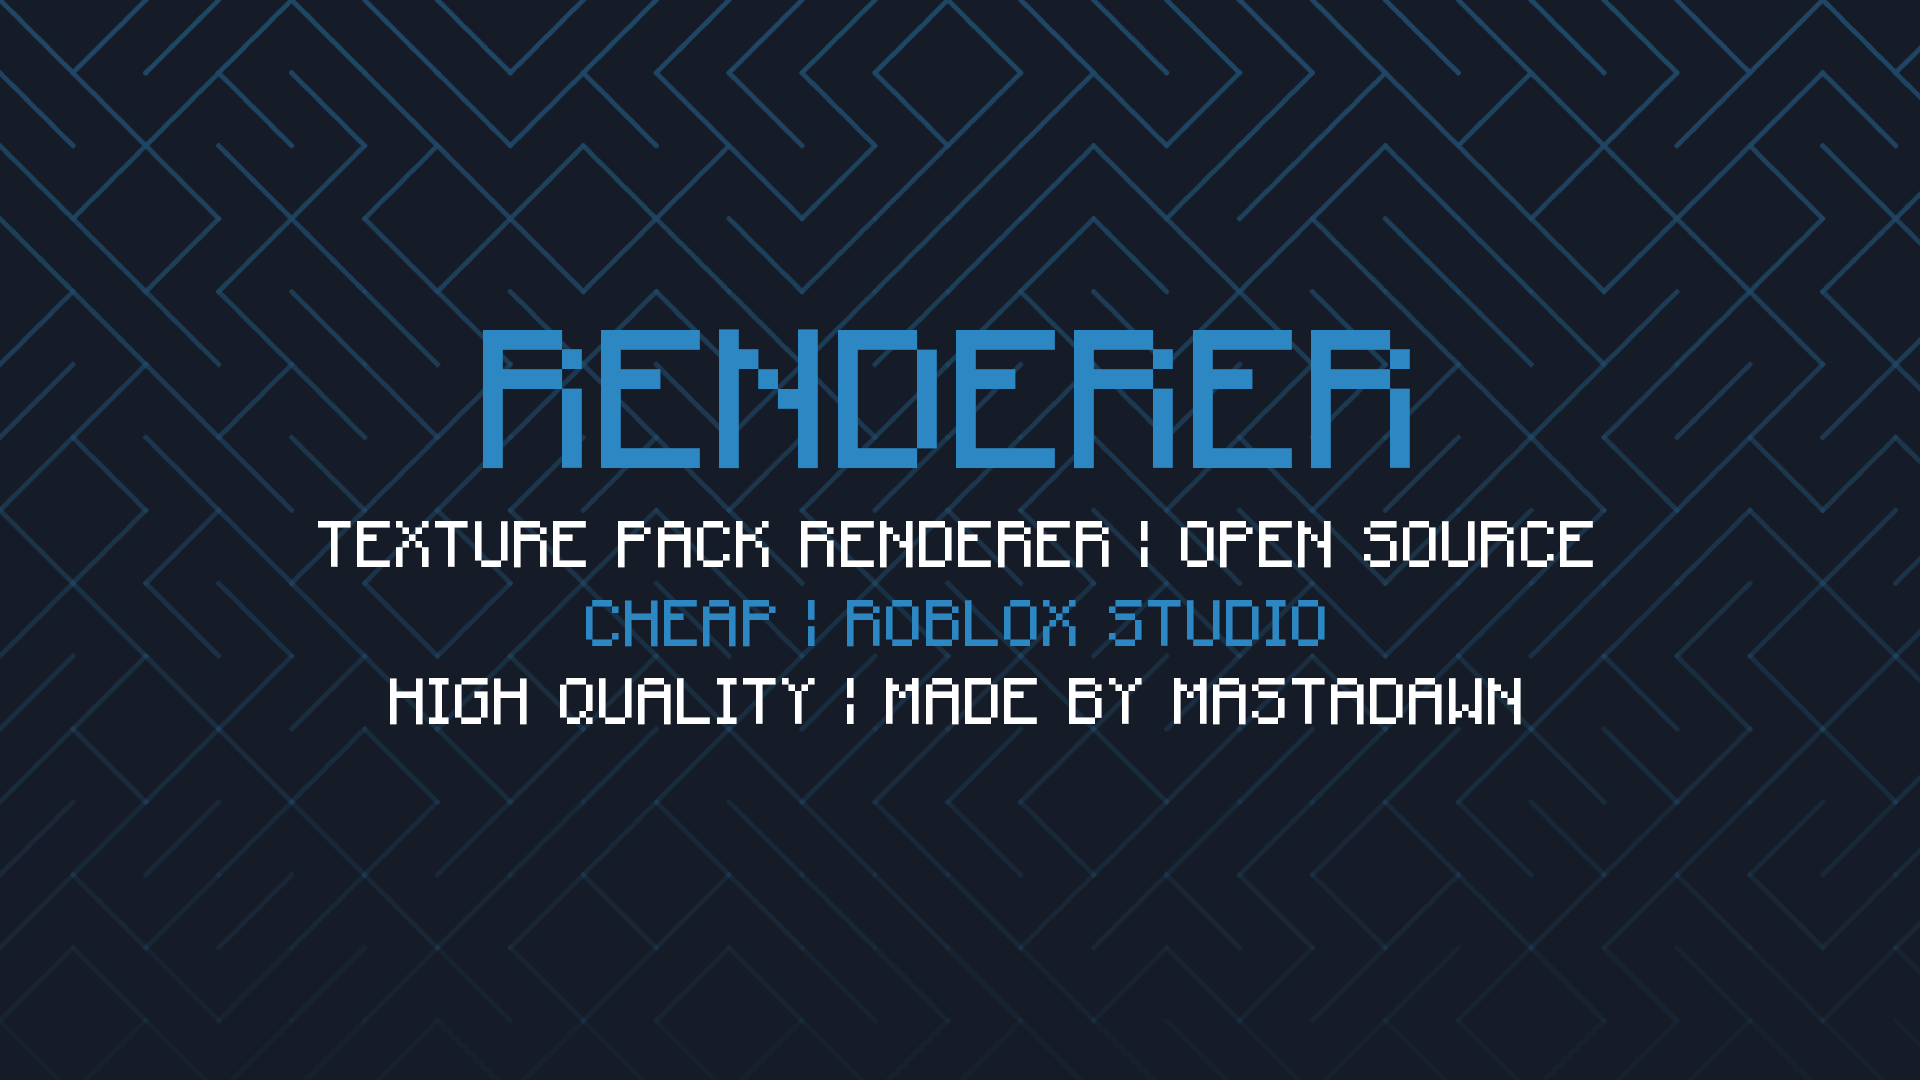 RENDERER
TEXTURE PACK RENDERER | OPEN SOURCE
CHEAP | ROBLOX STUDIO
HIGH QUALITY | MADE BY MASTADAWN